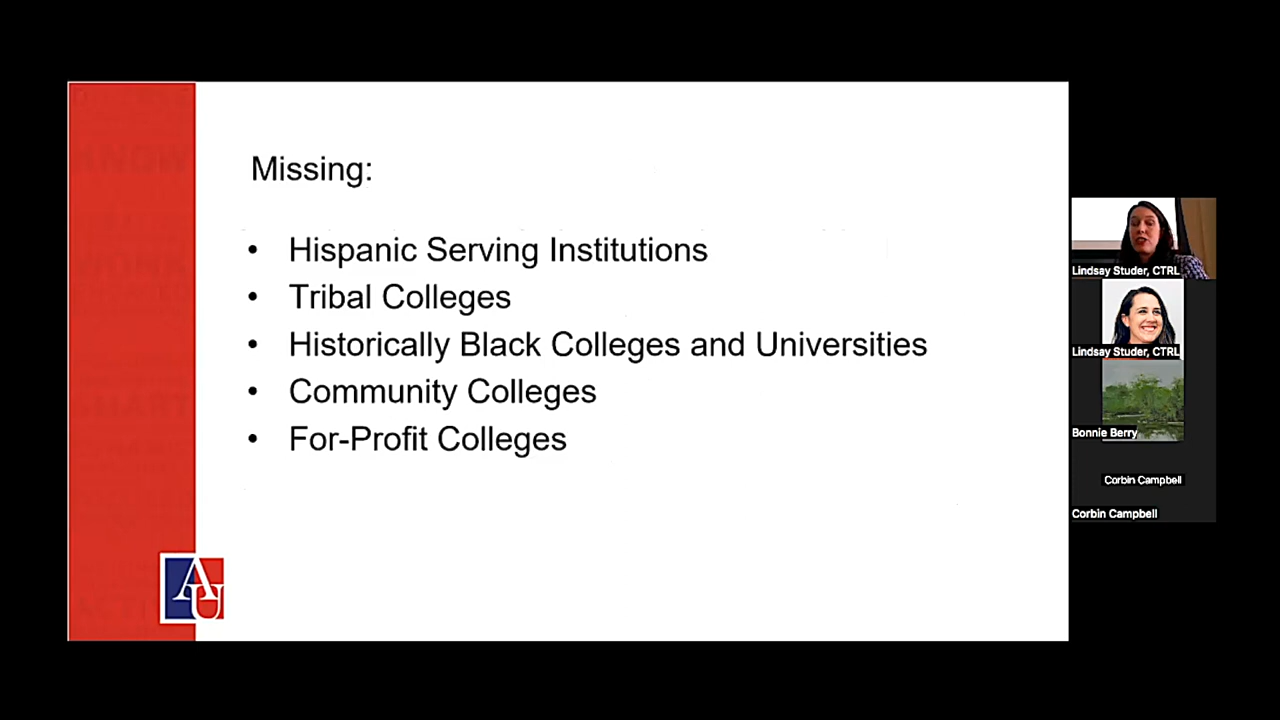 Missing:
• Hispanic Serving Institutions
• Tribal Colleges
• Historically Black Colleges and Universities
• Community Colleges
• For-Profit Colleges
AU
Lindsay Studer, CTRL
Lindsay Studer, CTRL
Bonnie Berry
Corbin Campbell
Corbin Campbell